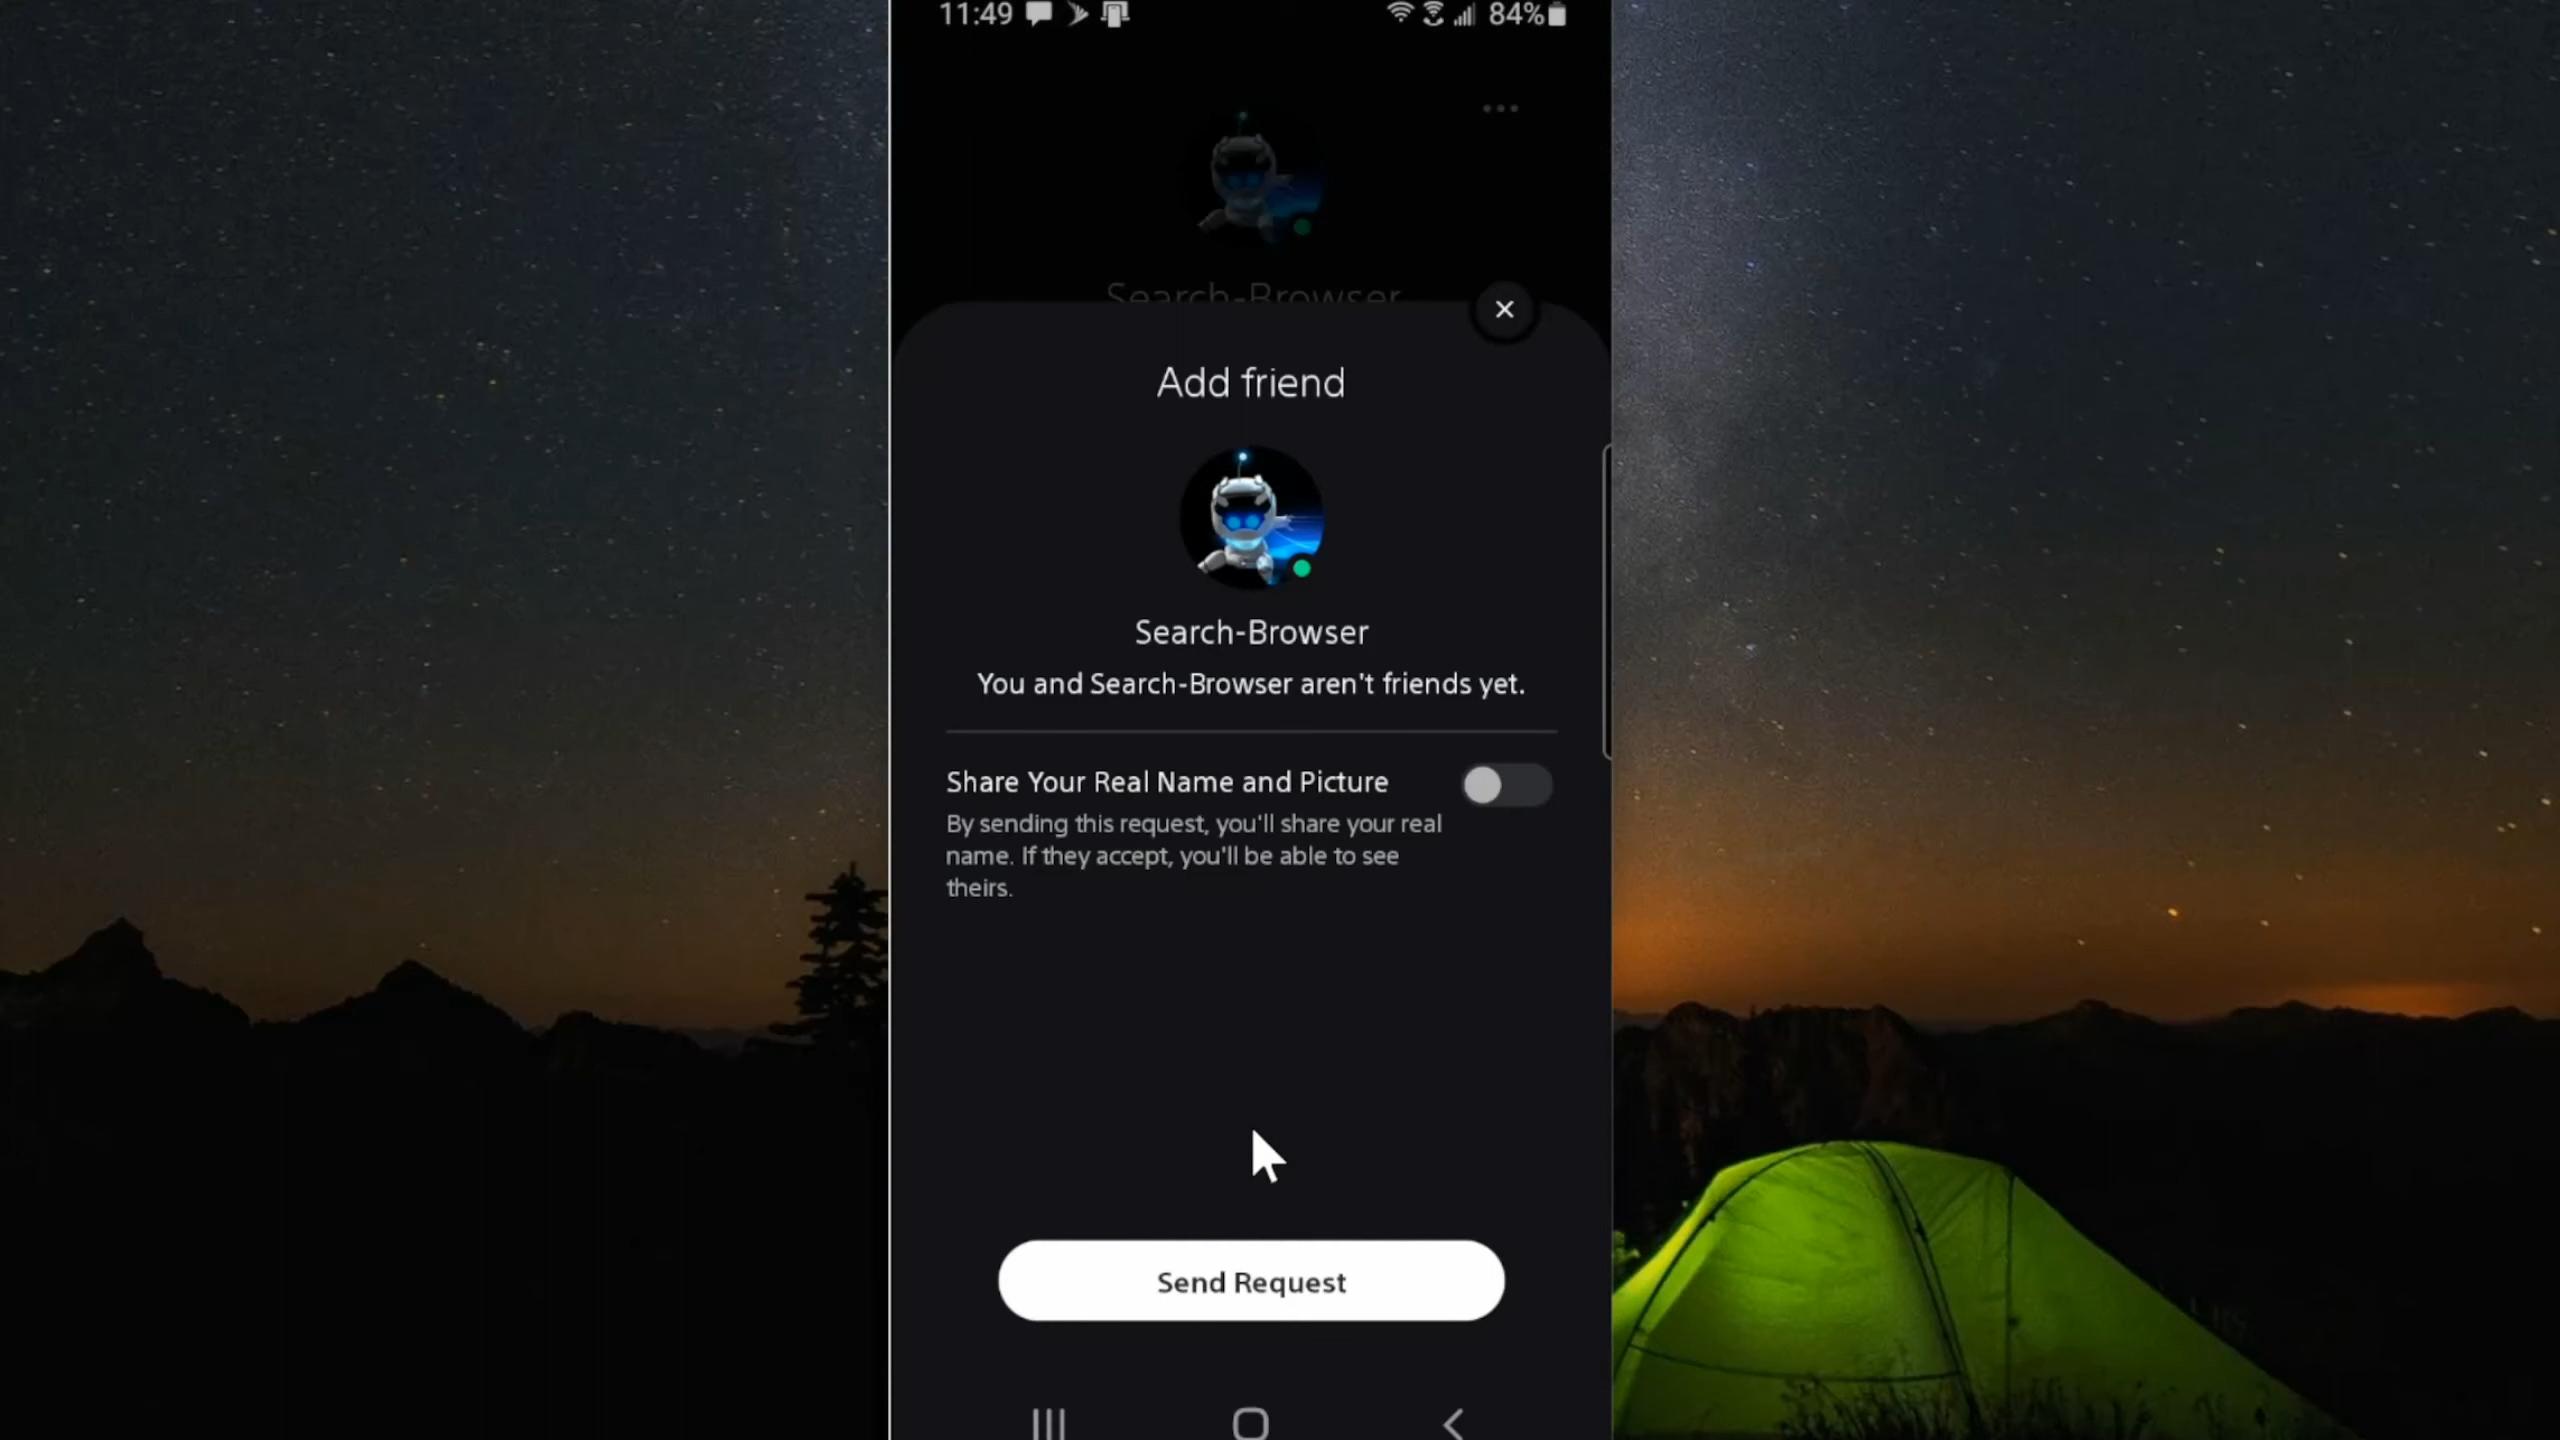 11:49
84%
Search-Browser
Add friend
Search-Browser
You and Search-Browser aren't friends yet.
Share Your Real Name and Picture
By sending this request, you'll share your real
name. If they accept, you'll be able to see
theirs.
Send Request